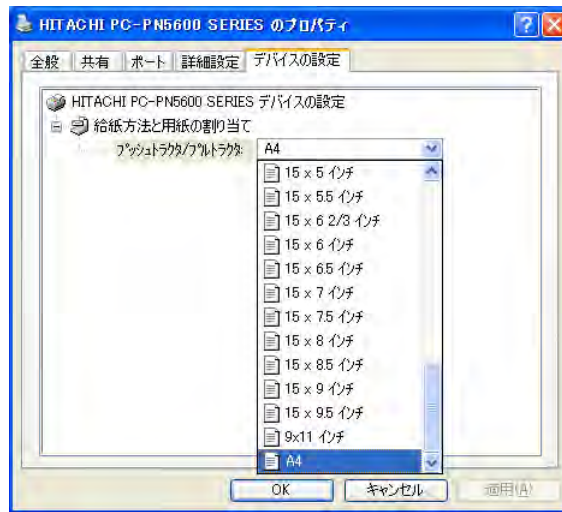 HITACHI PC-PN5600 SERIES のプロパティ
全般 共有 ポート 詳細設定 デバイスの設定
HITACHI PC-PN5600 SERIES デバイスの設定
給紙方法と用紙の割り当て
プッシュトラクタ/プルトラクタ: A4
15 x 5 インチ
15 x 5.5 インチ
15 x 6 2/3 インチ
15 x 6 インチ
15 x 6.5 インチ
15 x 7 インチ
15 x 7.5 インチ
15 x 8 インチ
15 x 8.5 インチ
15 x 9 インチ
15 x 9.5 インチ
9x11 インチ
A4
OK キャンセル 適用(A)